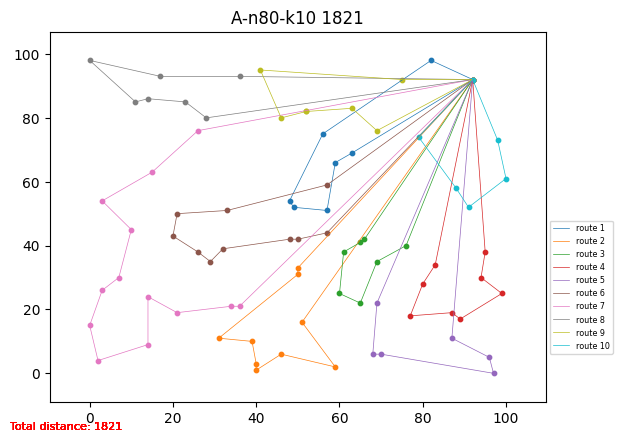 A-n80-k10 1821
100
80
60
40
20
0
0
20
40
60
80
100
route 1
route 2
route 3
route 4
route 5
route 6
route 7
route 8
route 9
route 10
Total distance: 1821